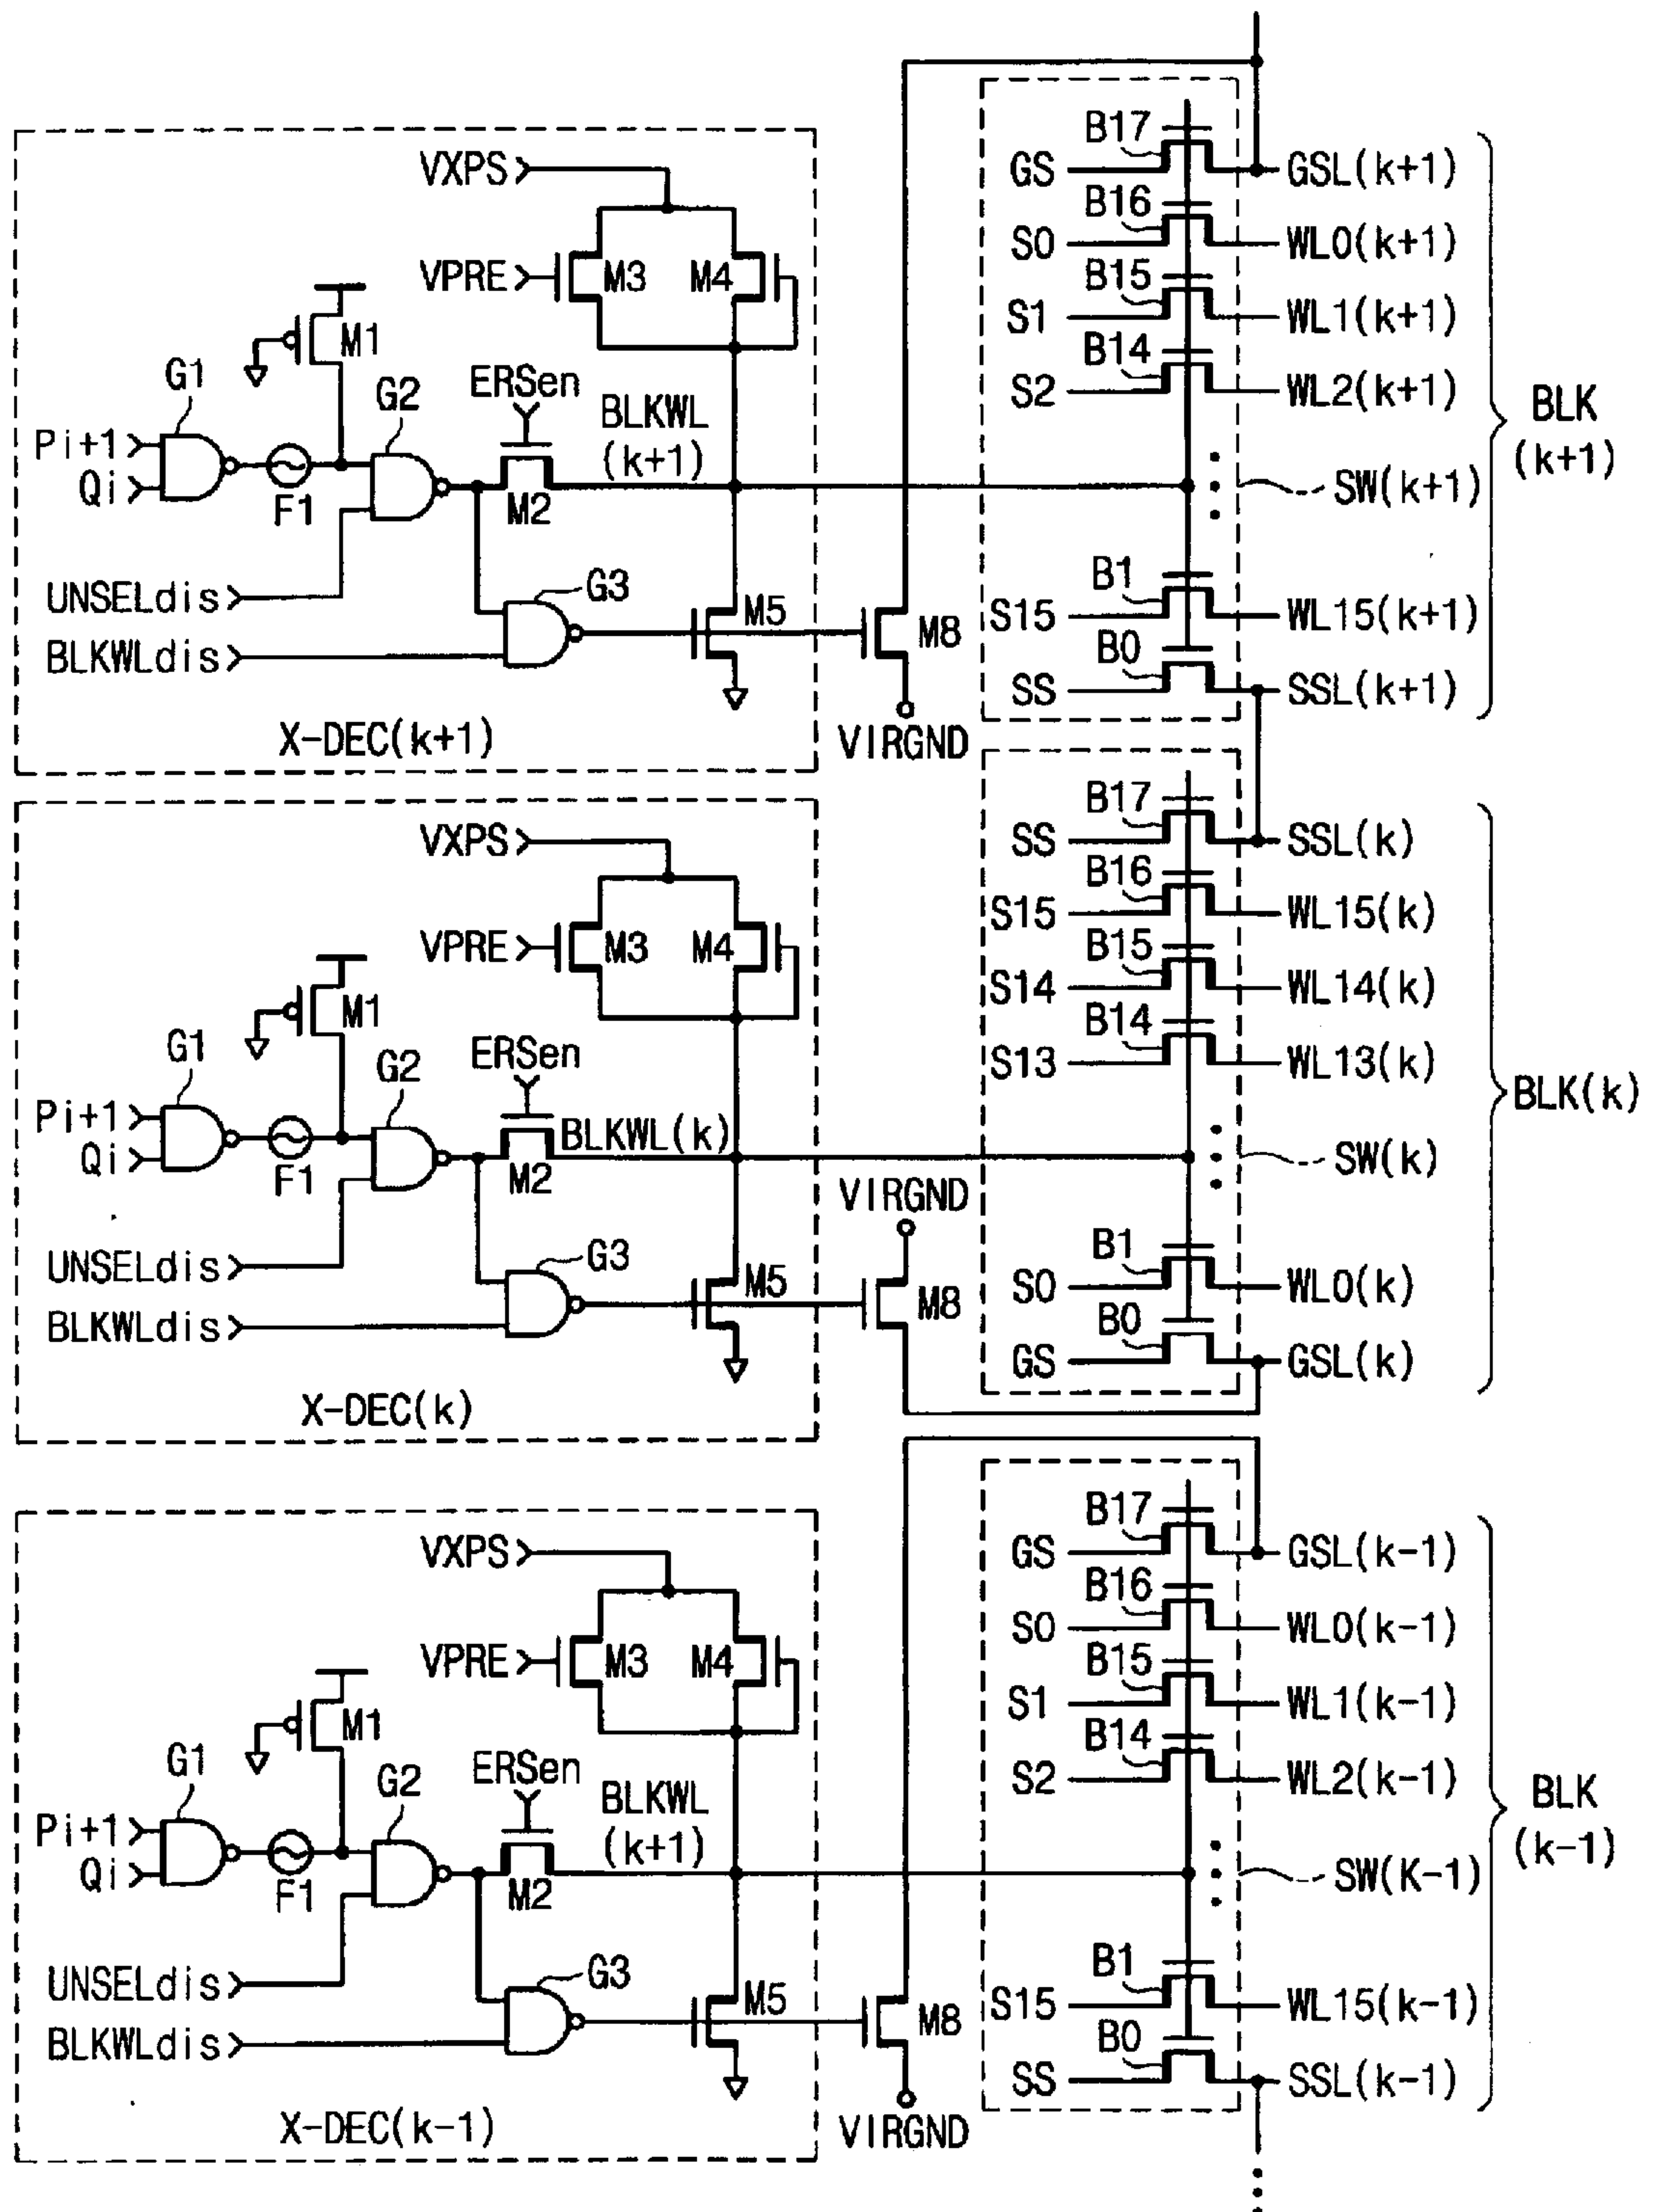 B17
GS
GSL(k+1)
B16
S0
WL0(k+1)
B15
S1
WL1(k+1)
B14
S2
WL2(k+1)
BLK
(k+1)
SW(k+1)
B1
S15
WL15(k+1)
B0
SS
SSL(k+1)
VXPS
VPRE
M3
M4
M1
G1
G2
ERSen
BLKWL
(k+1)
Pi+1
Qi
F1
M2
G3
UNSELdis
M5
M8
BLKWLdis
X-DEC(k+1)
VIRGND
B17
SS
SSL(k)
B16
S15
WL15(k)
B15
S14
WL14(k)
B14
S13
WL13(k)
BLK(k)
SW(k)
B1
S0
WL0(k)
B0
GS
GSL(k)
VXPS
VPRE
M3
M4
M1
G1
G2
ERSen
BLKWL(k)
Pi+1
Qi
F1
M2
VIRGND
G3
UNSELdis
M5
M8
BLKWLdis
X-DEC(k)
B17
GS
GSL(k-1)
B16
S0
WL0(k-1)
B15
S1
WL1(k-1)
B14
S2
WL2(k-1)
BLK
(k-1)
SW(K-1)
B1
S15
WL15(k-1)
B0
SS
SSL(k-1)
VXPS
VPRE
M3
M4
M1
G1
G2
ERSen
BLKWL
(k+1)
Pi+1
Qi
F1
M2
G3
UNSELdis
M5
M8
BLKWLdis
X-DEC(k-1)
VIRGND